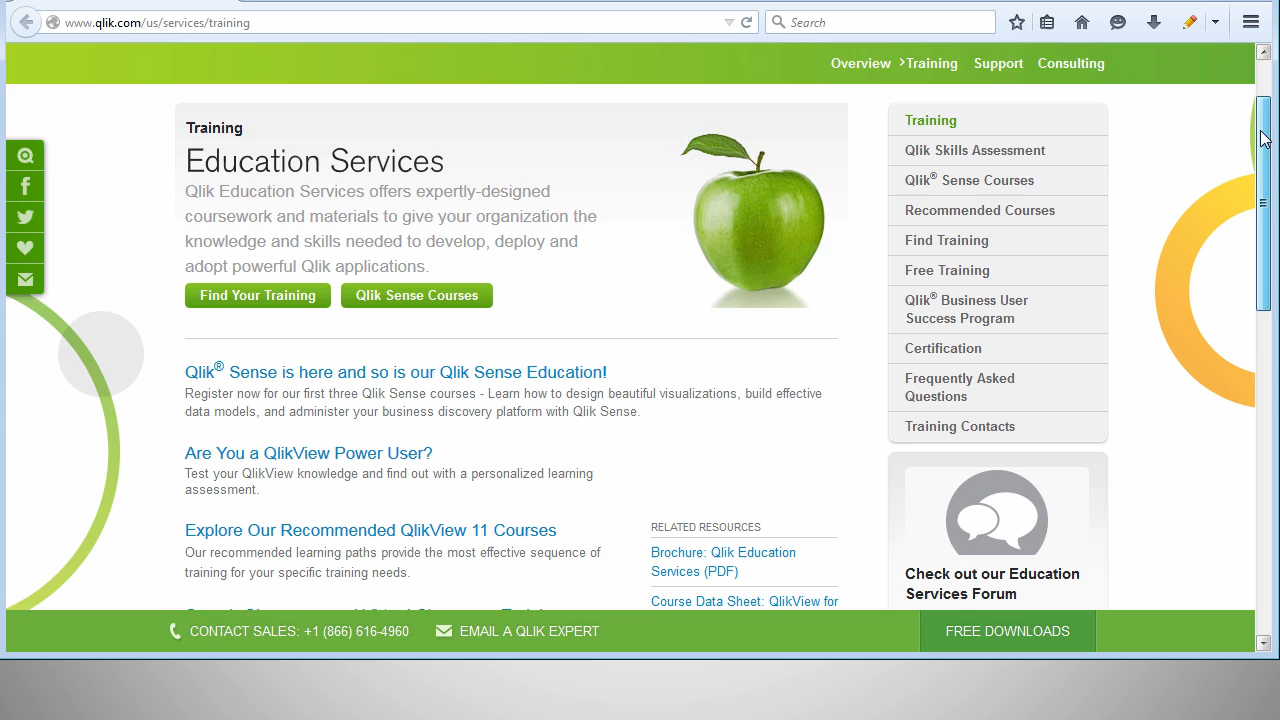 www.qlik.com/us/services/training
Search
Overview Training Support Consulting
Training
Education Services
Qlik Education Services offers expertly-designed
coursework and materials to give your organization the
knowledge and skills needed to develop, deploy and
adopt powerful Qlik applications.
Find Your Training Qlik Sense Courses
Qlik® Sense is here and so is our Qlik Sense Education!
Register now for our first three Qlik Sense courses - Learn how to design beautiful visualizations, build effective
data models, and administer your business discovery platform with Qlik Sense.
Are You a QlikView Power User?
Test your QlikView knowledge and find out with a personalized learning
assessment.
Explore Our Recommended QlikView 11 Courses
Our recommended learning paths provide the most effective sequence of
training for your specific training needs.
RELATED RESOURCES
Brochure: Qlik Education
Services (PDF)
Course Data Sheet: QlikView for
Training
Qlik Skills Assessment
Qlik® Sense Courses
Recommended Courses
Find Training
Free Training
Qlik® Business User
Success Program
Certification
Frequently Asked
Questions
Training Contacts
Check out our Education
Services Forum
CONTACT SALES: +1 (866) 616-4960 EMAIL A QLIK EXPERT FREE DOWNLOADS